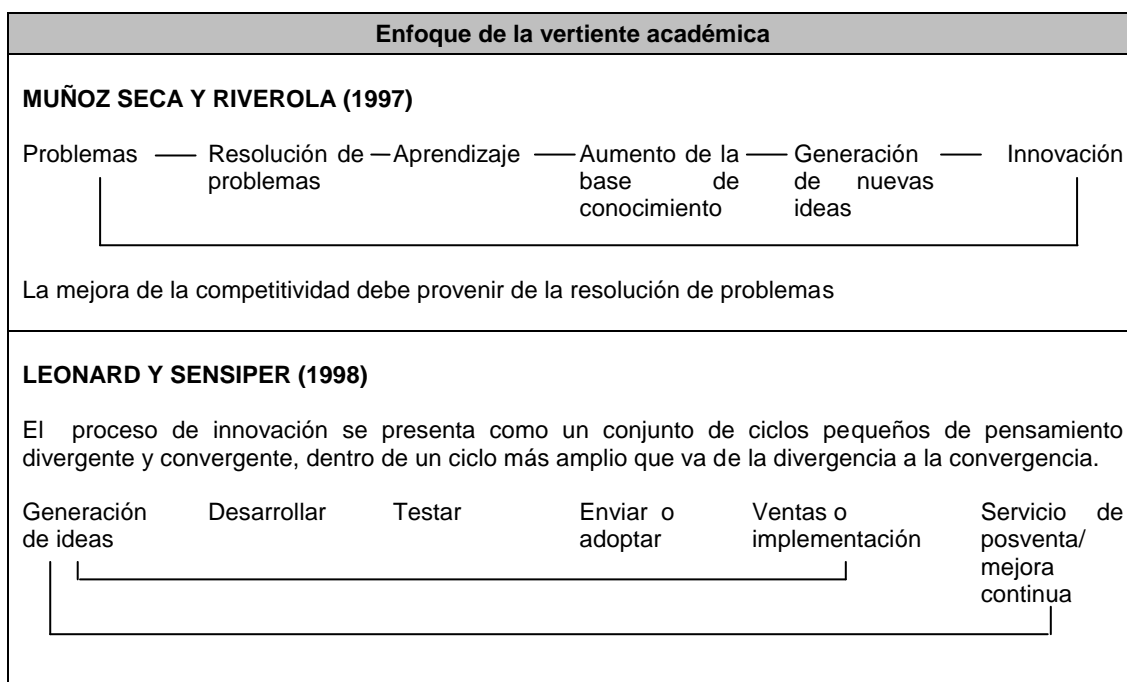 Enfoque de la vertiente académica
MUÑOZ SECA Y RIVEROLA (1997)
Problemas Resolución de Aprendizaje Aumento de la Generación Innovación
problemas base de de nuevas
conocimiento ideas
La mejora de la competitividad debe provenir de la resolución de problemas
LEONARD Y SENSIPER (1998)
El proceso de innovación se presenta como un conjunto de ciclos pequeños de pensamiento
divergente y convergente, dentro de un ciclo más amplio que va de la divergencia a la convergencia.
Generación Desarrollar Testar Enviar o Ventas o Servicio de
de ideas adoptar implementación posventa/
mejora
continua